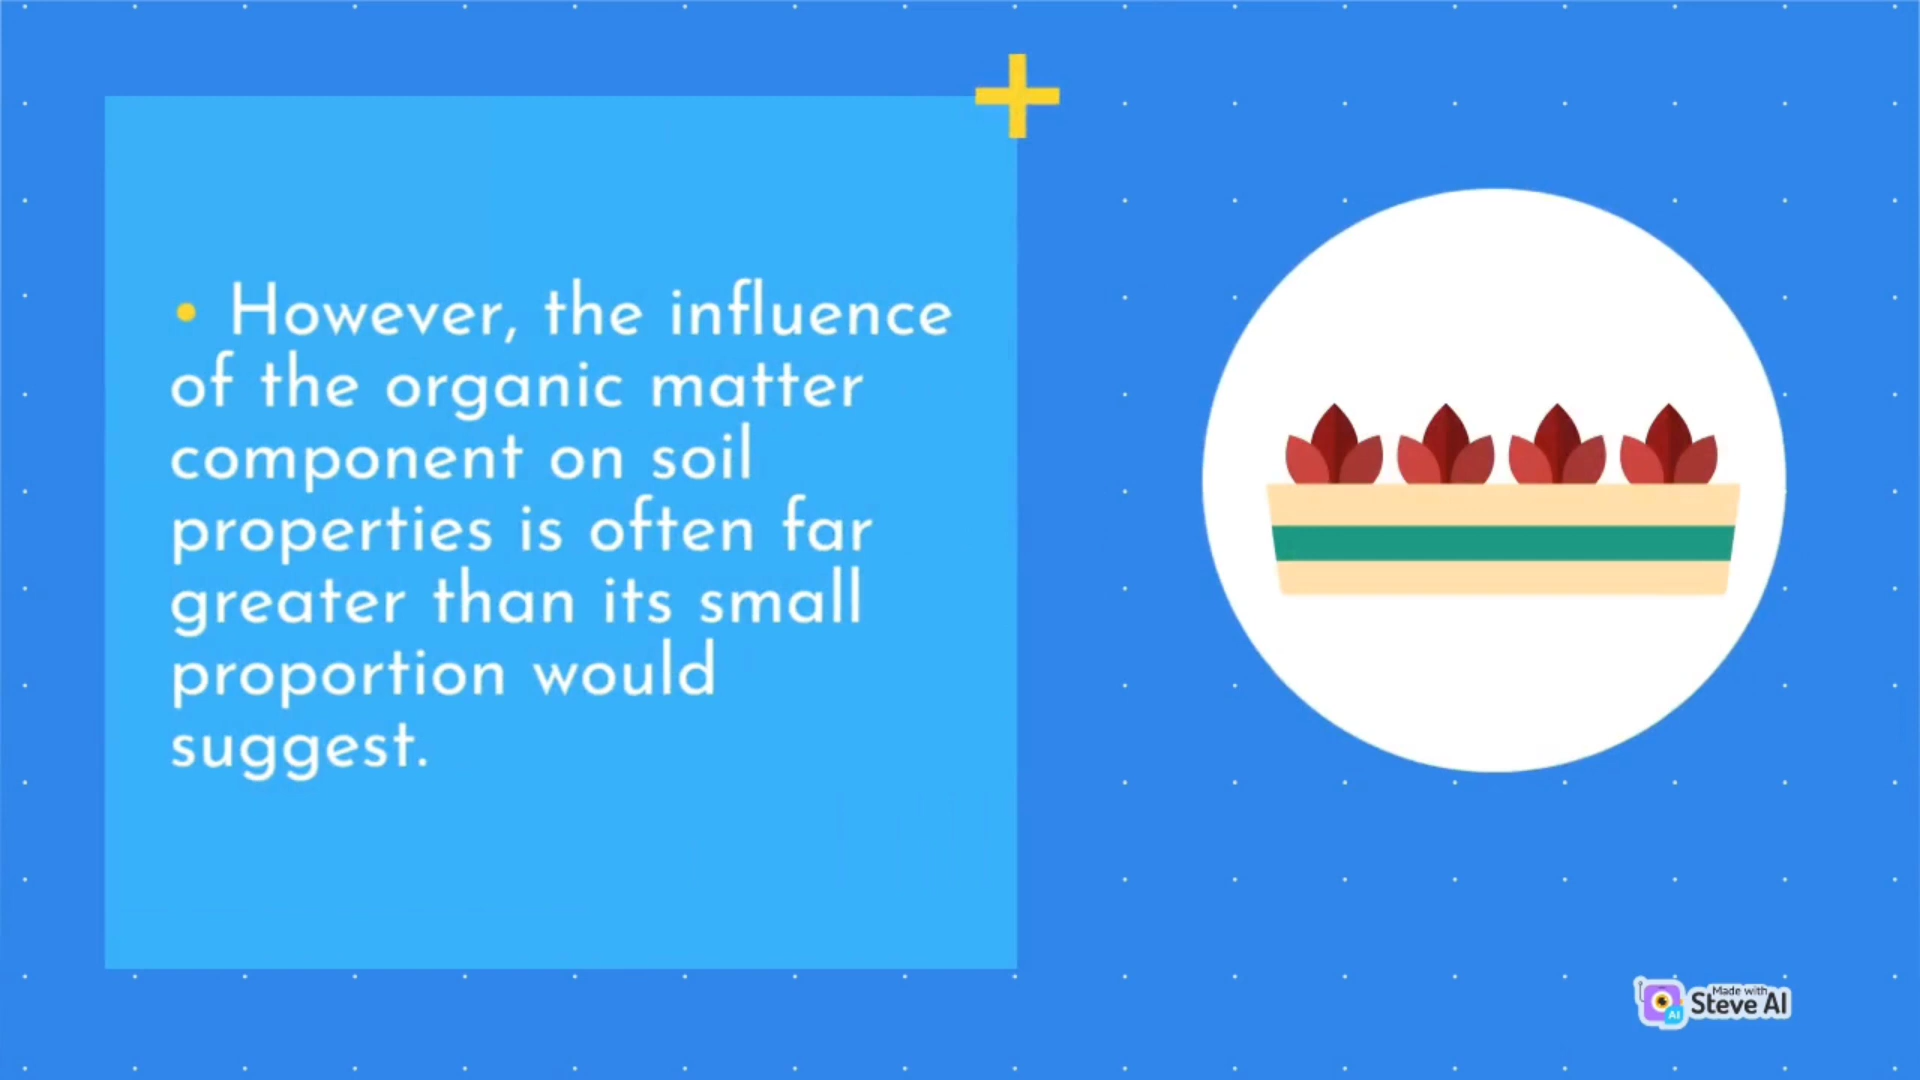 • However, the influence
of the organic matter
component on soil
properties is often far
greater than its small
proportion would
suggest.
Made with
Steve AI
AI